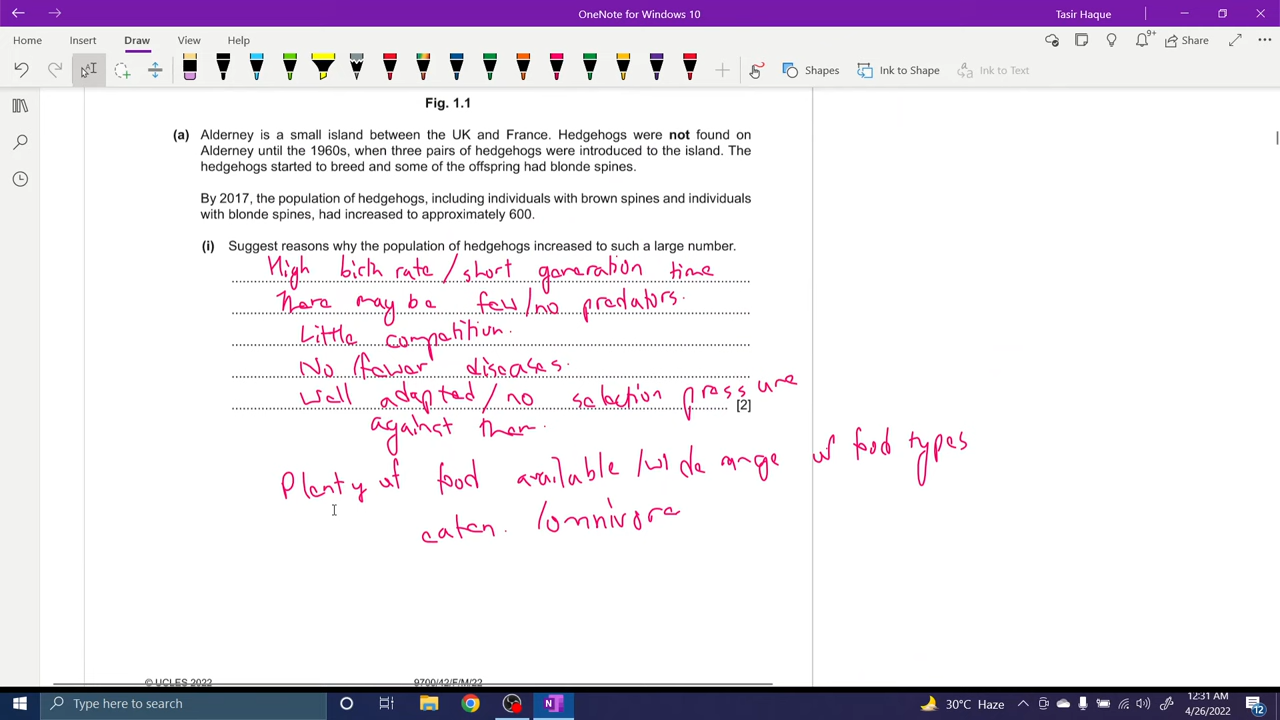 OneNote for Windows 10
Tasir Haque
Home Insert Draw View Help
Share
Shapes
Ink to Shape
Ink to Text
Fig. 1.1
(a) Alderney is a small island between the UK and France. Hedgehogs were not found on
Alderney until the 1960s, when three pairs of hedgehogs were introduced to the island. The
hedgehogs started to breed and some of the offspring had blonde spines.
By 2017, the population of hedgehogs, including individuals with brown spines and individuals
with blonde spines, had increased to approximately 600.
(i) Suggest reasons why the population of hedgehogs increased to such a large number.
High birth rate / short generation time
There may be few/no predators.
Little competition.
No /fewer diseases.
Well adapted / no selection pressure
[2]
against them.
Plenty of food available /wide range of food types
eaten. /omnivore
© UCLES 2022 9700/42/F/M/22
Type here to search
30°C Haze
12:31 AM
4/26/2022
12